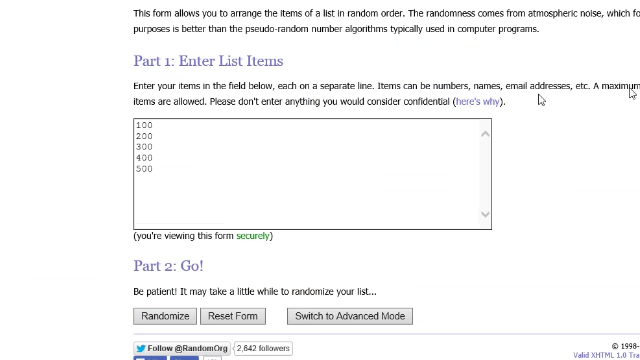 This form allows you to arrange the items of a list in random order. The randomness comes from atmospheric noise, which fo
purposes is better than the pseudo-random number algorithms typically used in computer programs.
Part 1: Enter List Items
Enter your items in the field below, each on a separate line. Items can be numbers, names, email addresses, etc. A maximum
items are allowed. Please don't enter anything you would consider confidential (here's why).
100
200
300
400
500
(you're viewing this form securely)
Part 2: Go!
Be patient! It may take a little while to randomize your list...
Randomize Reset Form Switch to Advanced Mode
Follow @RandomOrg 2,642 followers
© 1998-
Valid XHTML 1.0 Tra